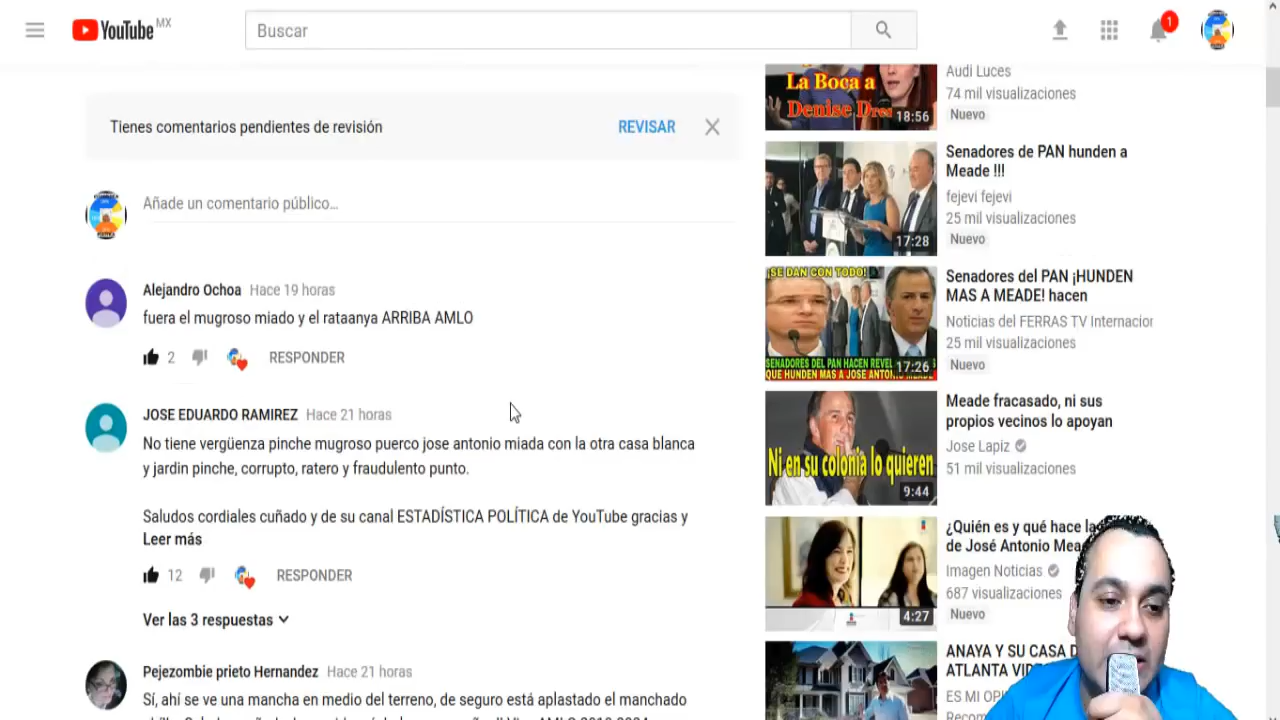 YouTube MX
Buscar
1
Tienes comentarios pendientes de revisión
REVISAR
Añade un comentario público...
Alejandro Ochoa Hace 19 horas
fuera el mugroso miado y el rataanya ARRIBA AMLO
2 RESPONDER
JOSE EDUARDO RAMIREZ Hace 21 horas
No tiene vergüenza pinche mugroso puerco jose antonio miada con la otra casa blanca
y jardin pinche, corrupto, ratero y fraudulento punto.
Saludos cordiales cuñado y de su canal ESTADÍSTICA POLÍTICA de YouTube gracias y
Leer más
12 RESPONDER
Ver las 3 respuestas
Pejezombie prieto Hernandez Hace 21 horas
Sí, ahí se ve una mancha en medio del terreno, de seguro está aplastado el manchado
La Boca a
Denise
18:56
Audi Luces
74 mil visualizaciones
Nuevo
17:28
Senadores de PAN hunden a
Meade !!!
fejevi fejevi
25 mil visualizaciones
Nuevo
¡SE DAN CON TODO!
SENADORES DEL PAN HACEN
QUE HUNDEN MAS A JOSE
17:26
Senadores del PAN ¡HUNDEN
MAS A MEADE! hacen
Noticias del FERRAS TV
25 mil visualizaciones
Nuevo
Ni en su colonia lo quieren
9:44
Meade fracasado, ni sus
propios vecinos lo apoyan
Jose Lapiz
51 mil visualizaciones
4:27
¿Quién es y qué hace la
de José Antonio
Imagen Noticias
687 visualizaciones
Nuevo
ANAYA Y SU CASA
ATLANTA
ES MI